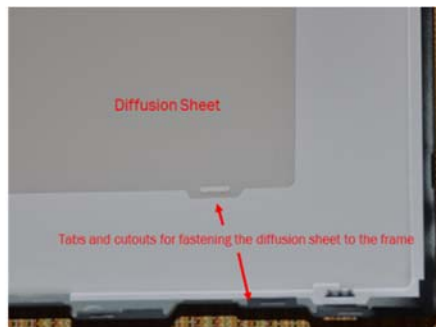 Diffusion Sheet
Tabs and cutouts for fastening the diffusion sheet to the frame